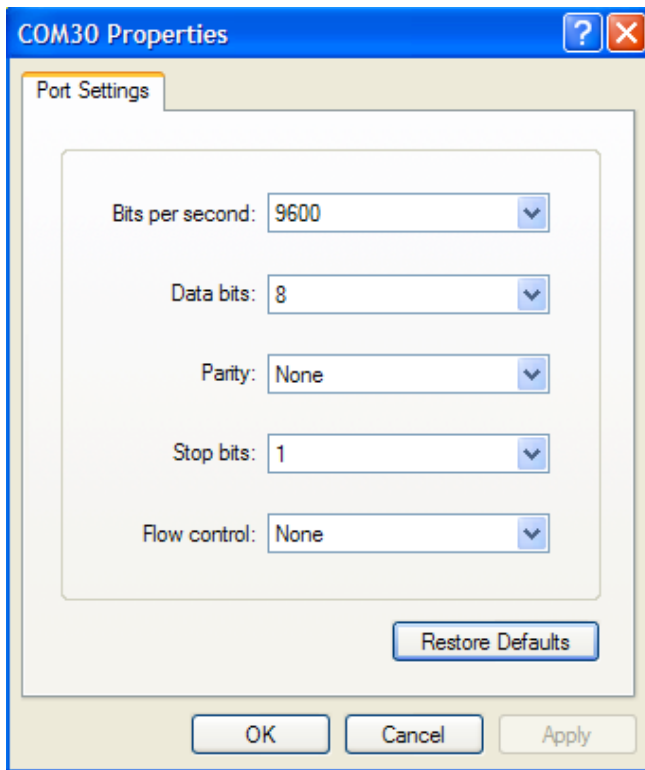 COM30 Properties
Port Settings
Bits per second: 9600
Data bits: 8
Parity: None
Stop bits: 1
Flow control: None
Restore Defaults
OK Cancel Apply